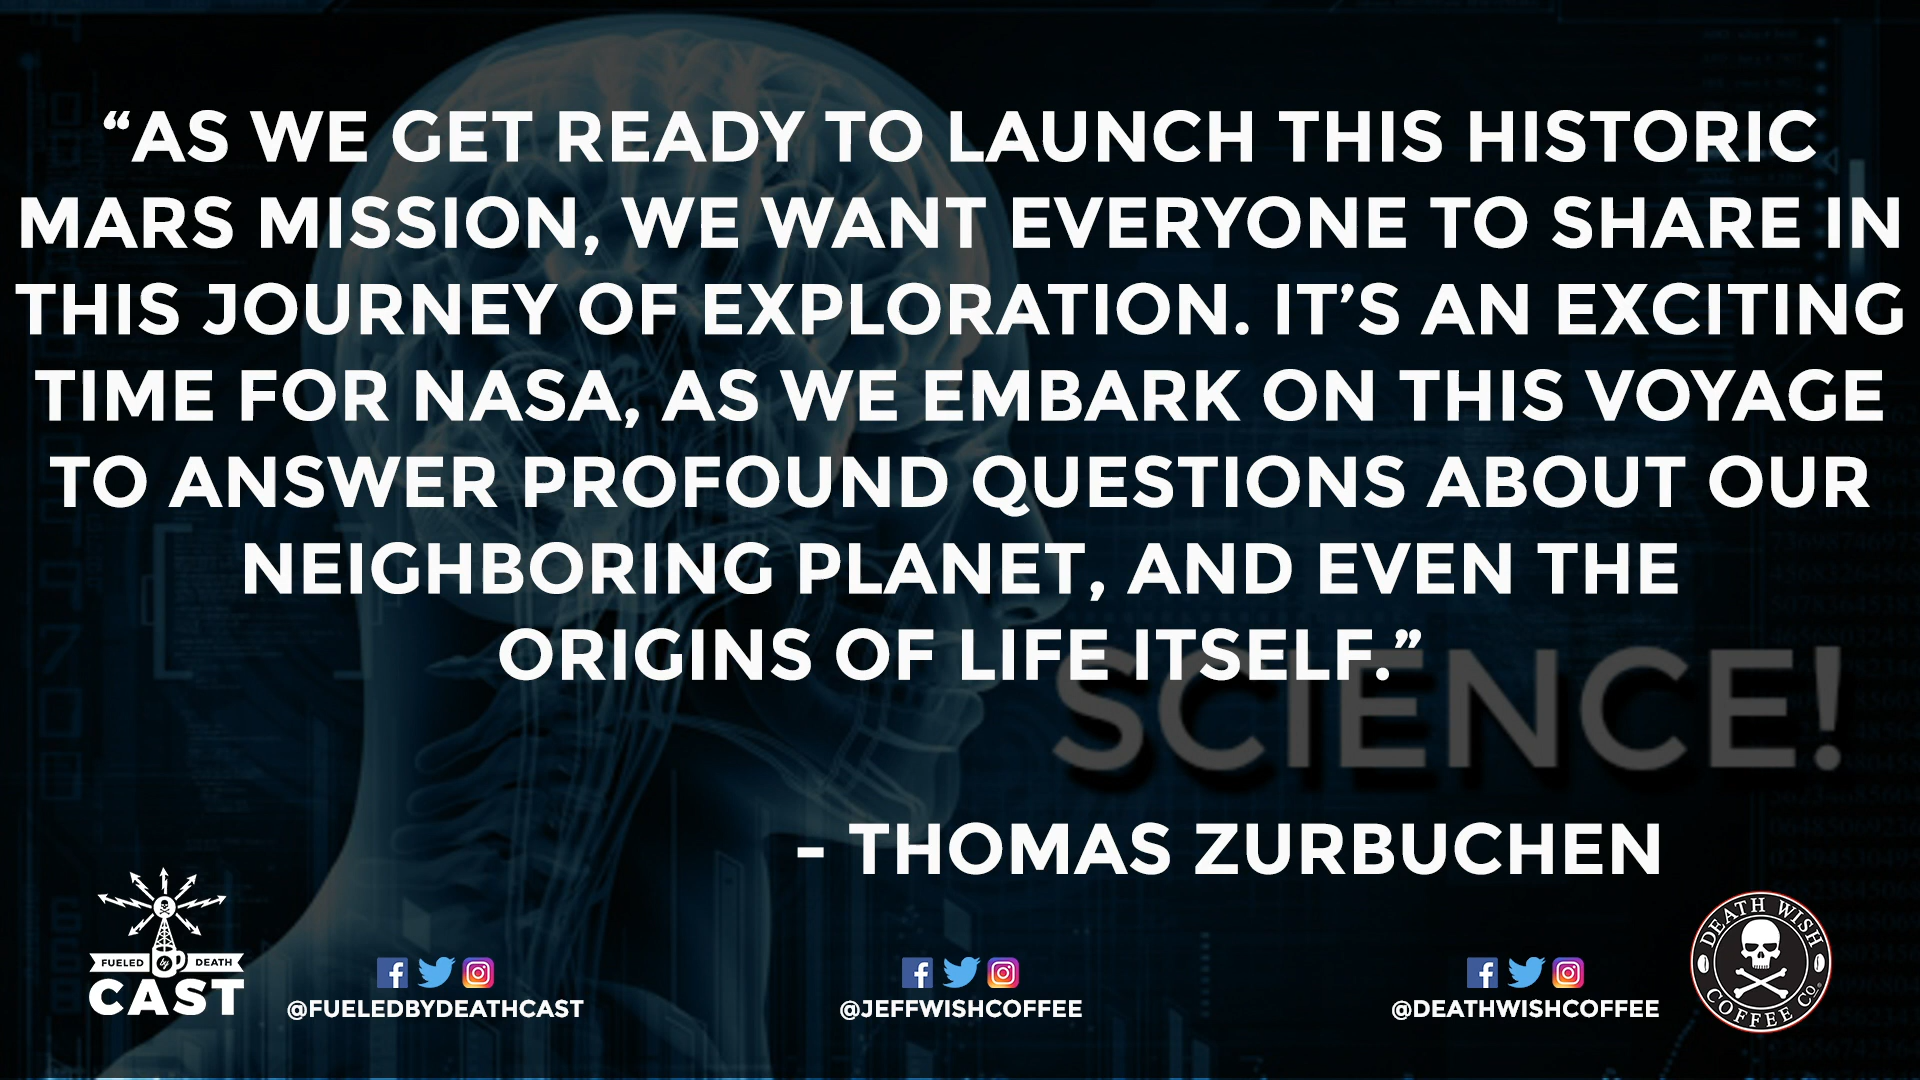 “AS WE GET READY TO LAUNCH THIS HISTORIC
MARS MISSION, WE WANT EVERYONE TO SHARE IN
THIS JOURNEY OF EXPLORATION. IT’S AN EXCITING
TIME FOR NASA, AS WE EMBARK ON THIS VOYAGE
TO ANSWER PROFOUND QUESTIONS ABOUT OUR
NEIGHBORING PLANET, AND EVEN THE
ORIGINS OF LIFE ITSELF.”
SCIENCE!
- THOMAS ZURBUCHEN
FUELED by DEATH
CAST
@FUELEDBYDEATHCAST
@JEFFWISHCOFFEE
@DEATHWISHCOFFEE
DEATH WISH
COFFEE CO.